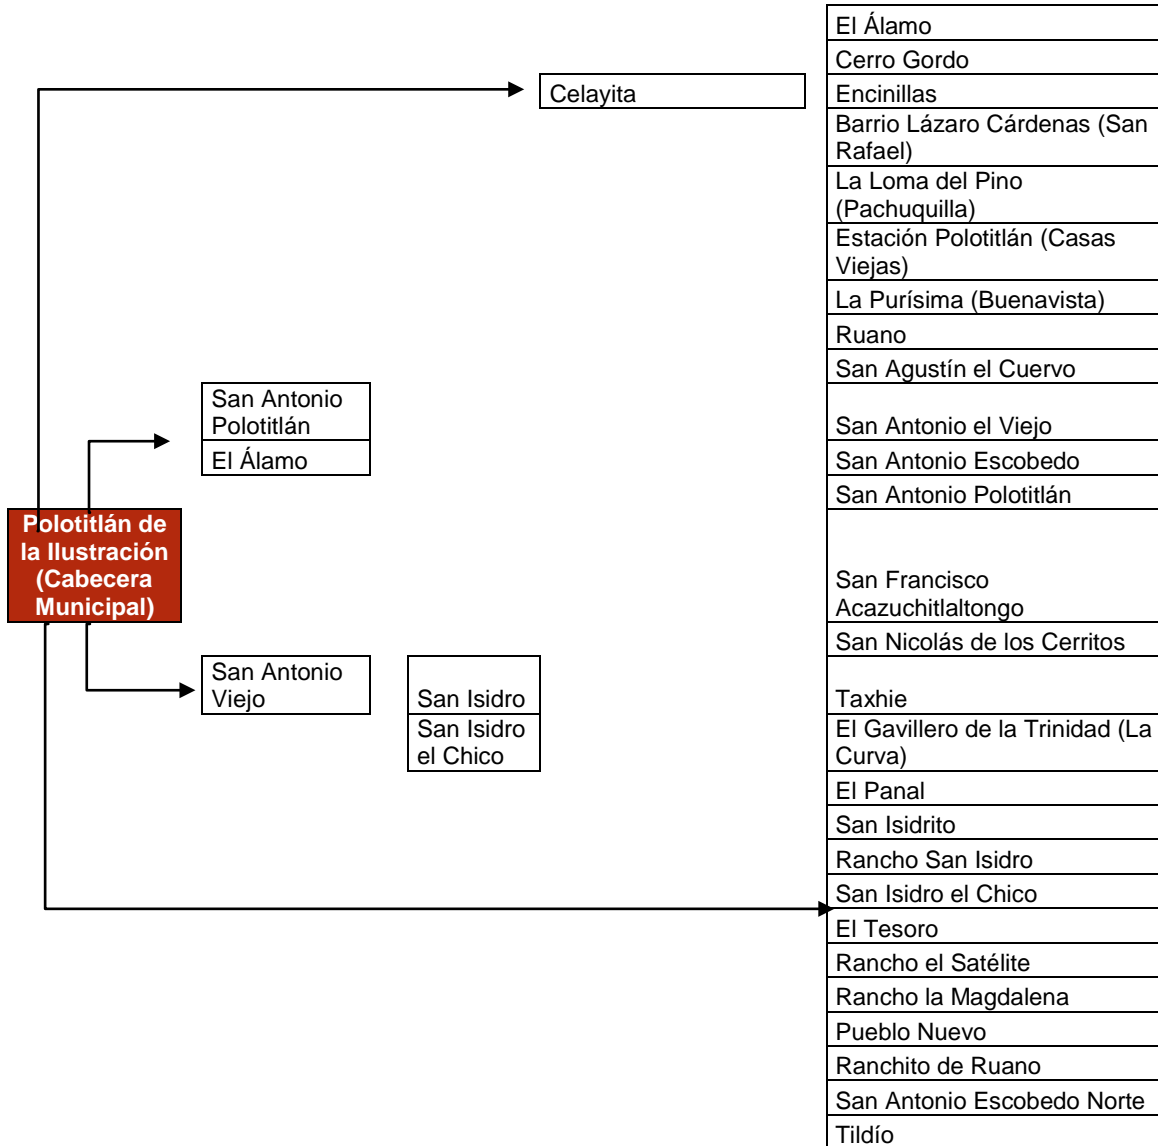 Polotitlán de
la Ilustración
(Cabecera
Municipal)
San Antonio
Polotitlán
El Álamo
San Antonio
Viejo
San Isidro
San Isidro
el Chico
Celayita
El Álamo
Cerro Gordo
Encinillas
Barrio Lázaro Cárdenas (San
Rafael)
La Loma del Pino
(Pachuquilla)
Estación Polotitlán (Casas
Viejas)
La Purísima (Buenavista)
Ruano
San Agustín el Cuervo
San Antonio el Viejo
San Antonio Escobedo
San Antonio Polotitlán
San Francisco
Acazuchitlaltongo
San Nicolás de los Cerritos
Taxhie
El Gavillero de la Trinidad (La
Curva)
El Panal
San Isidrito
Rancho San Isidro
San Isidro el Chico
El Tesoro
Rancho el Satélite
Rancho la Magdalena
Pueblo Nuevo
Ranchito de Ruano
San Antonio Escobedo Norte
Tildío